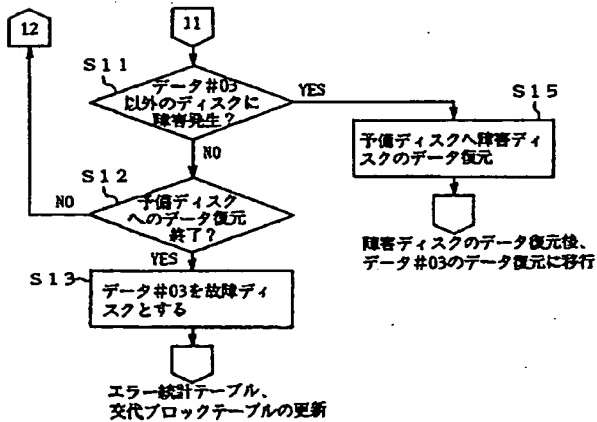 12
11
S11
データ#03
以外のディスクに
障害発生?
YES
S15
予備ディスクへ障害ディ
スクのデータ復元
NO
S12
予備ディスク
へのデータ復元
終了?
NO
YES
障害ディスクのデータ復元後、
データ#03のデータ復元に移行
S13
データ#03を故障ディ
スクとする
エラー統計テーブル、
交代ブロックテーブルの更新